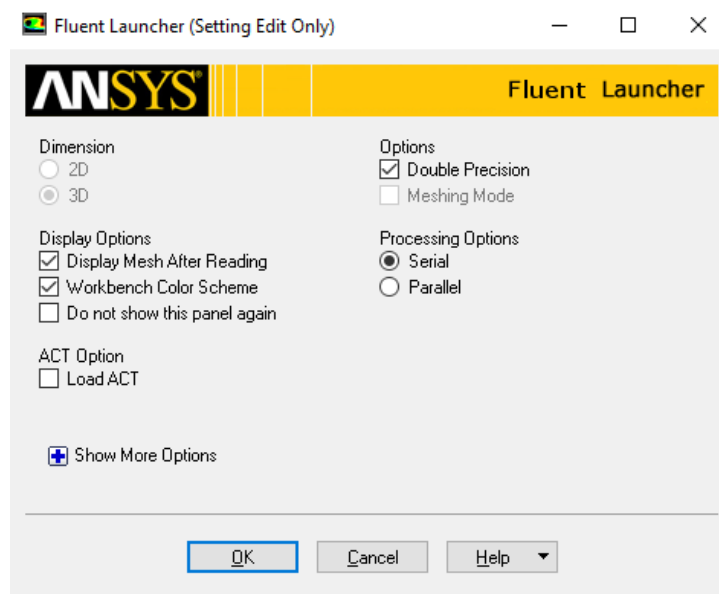 Fluent Launcher (Setting Edit Only)
ANSYS®
Fluent Launcher
Dimension
2D
3D
Options
Double Precision
Meshing Mode
Display Options
Display Mesh After Reading
Workbench Color Scheme
Do not show this panel again
Processing Options
Serial
Parallel
ACT Option
Load ACT
Show More Options
OK
Cancel
Help